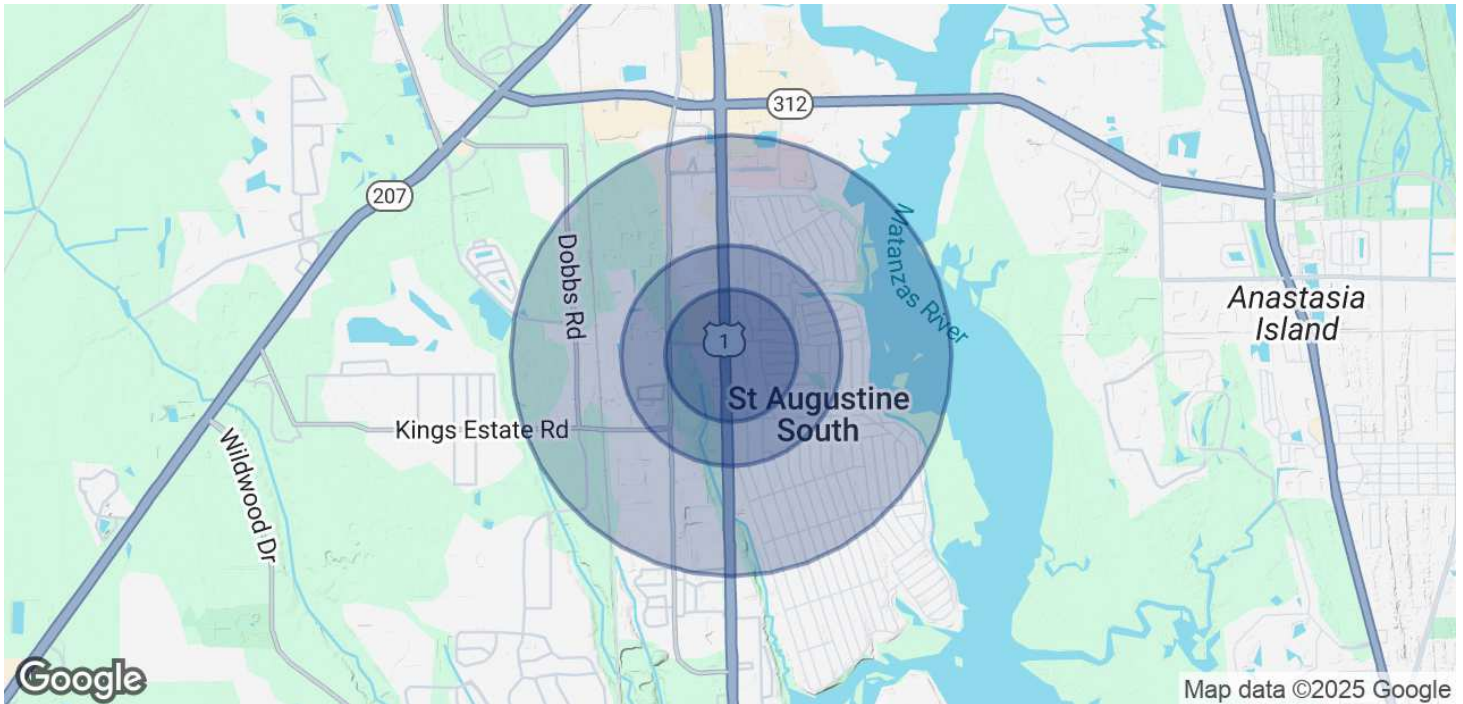 312
207
Dobbs Rd
Matanzas River
Anastasia
Island
1
St Augustine
South
Kings Estate Rd
Wildwood Dr
Google
Map data ©2025 Google